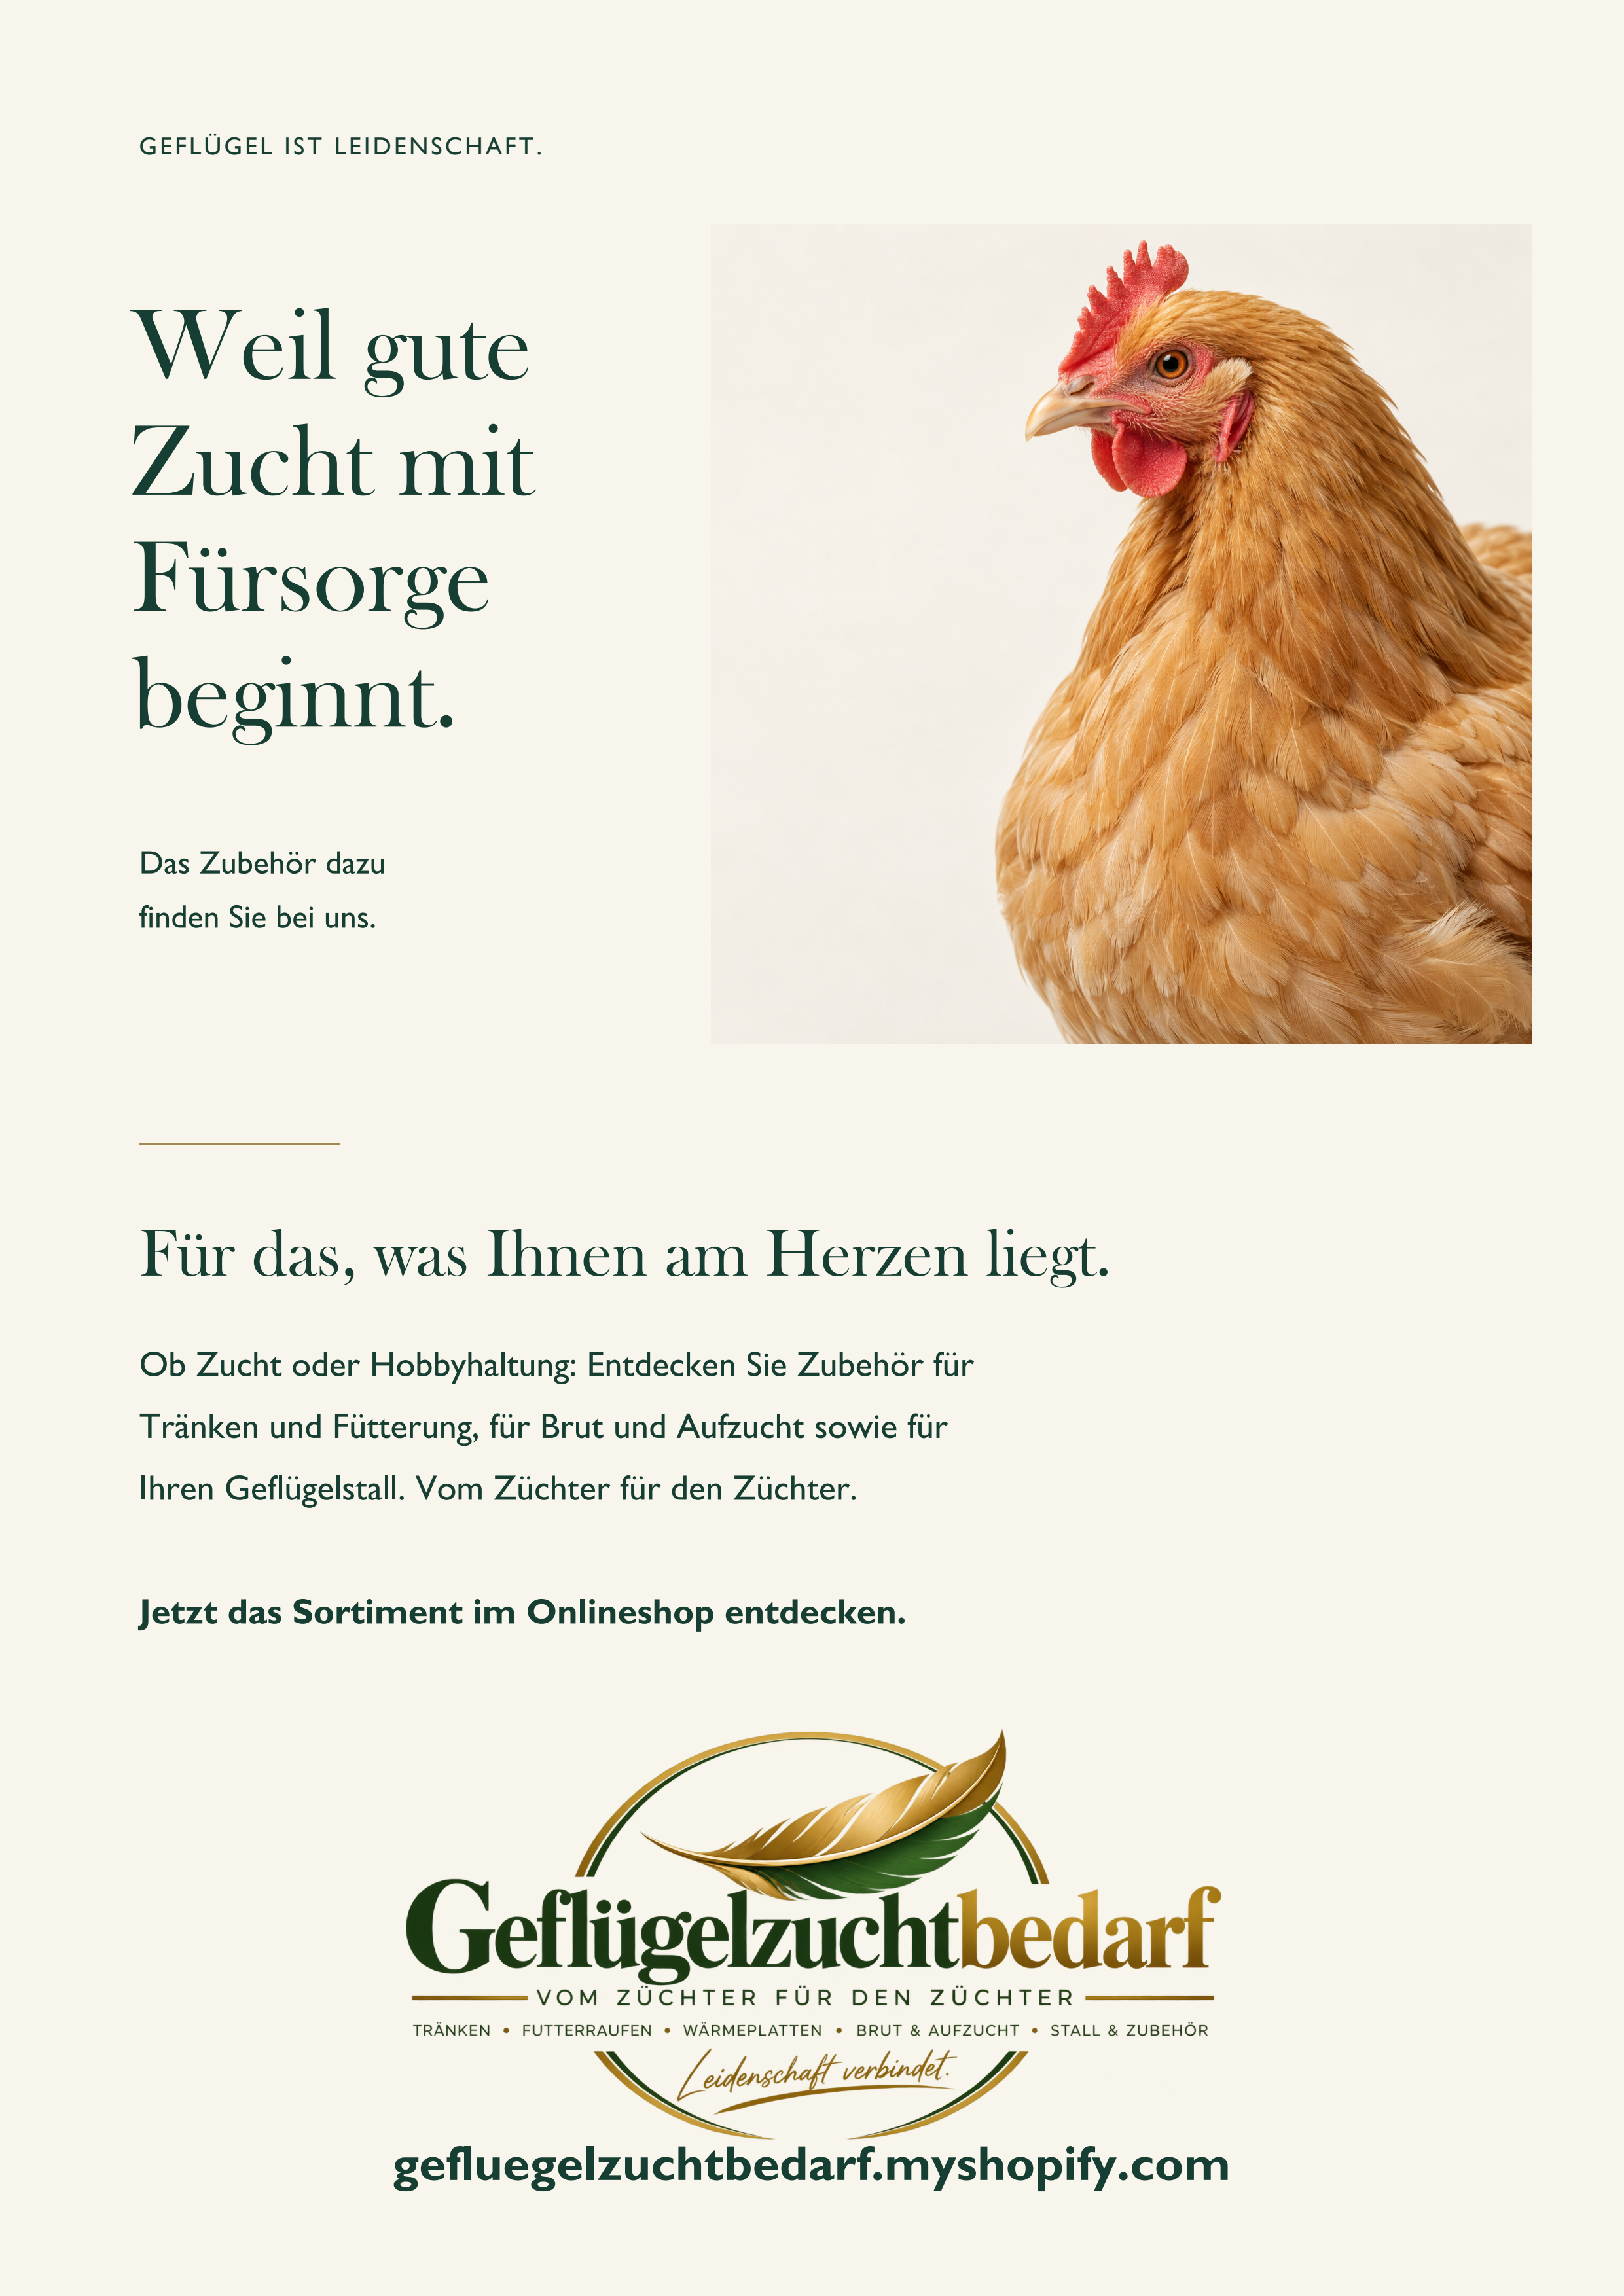 GEFLÜGEL IST LEIDENSCHAFT.
Weil gute
Zucht mit
Fürsorge
beginnt.
Das Zubehör dazu
finden Sie bei uns.
Für das, was Ihnen am Herzen liegt.
Ob Zucht oder Hobbyhaltung: Entdecken Sie Zubehör für
Tränken und Fütterung, für Brut und Aufzucht sowie für
Ihren Geflügelstall. Vom Züchter für den Züchter.
Jetzt das Sortiment im Onlineshop entdecken.
Geflügelzuchtbedarf
VOM ZÜCHTER FÜR DEN ZÜCHTER
TRÄNKEN • FUTTERRAUFEN • WÄRMEPLATTEN • BRUT & AUFZUCHT • STALL & ZUBEHÖR
Leidenschaft verbindet.
gefluegelzuchtbedarf.myshopify.com